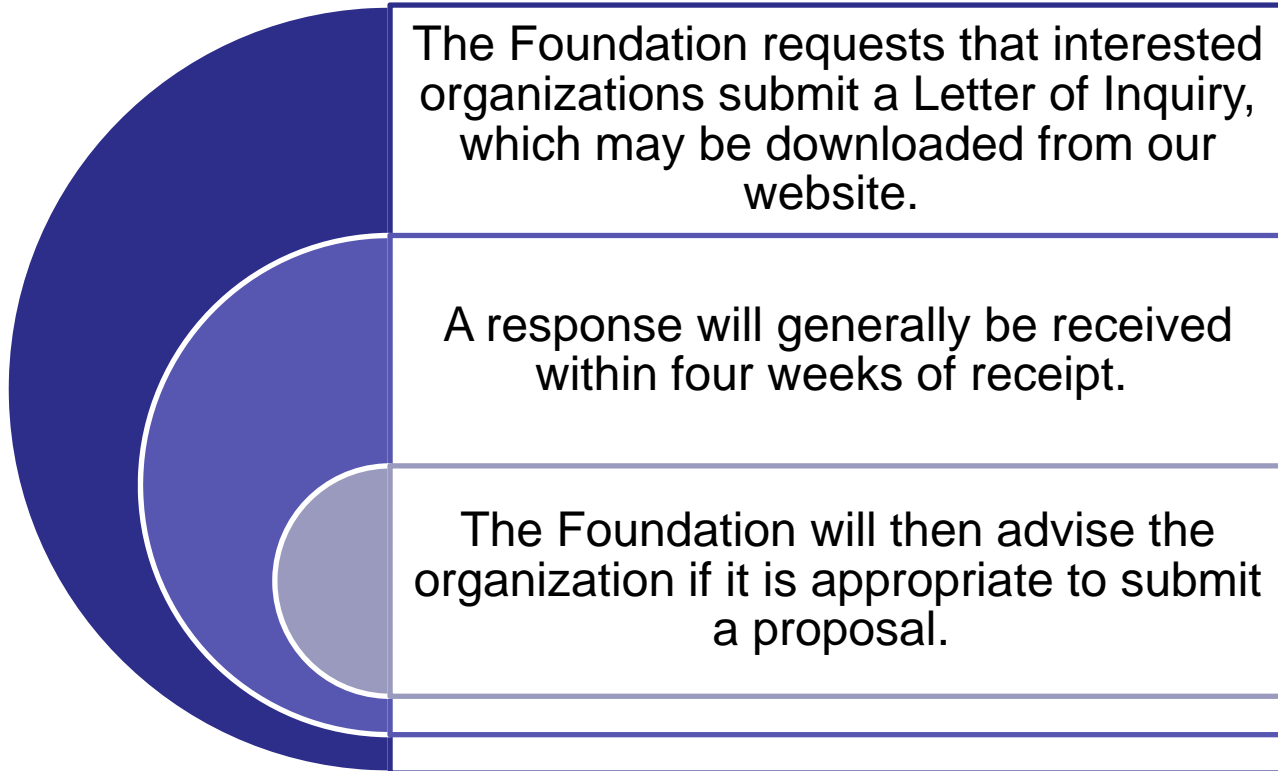 The Foundation requests that interested
organizations submit a Letter of Inquiry,
which may be downloaded from our
website.
A response will generally be received
within four weeks of receipt.
The Foundation will then advise the
organization if it is appropriate to submit
a proposal.